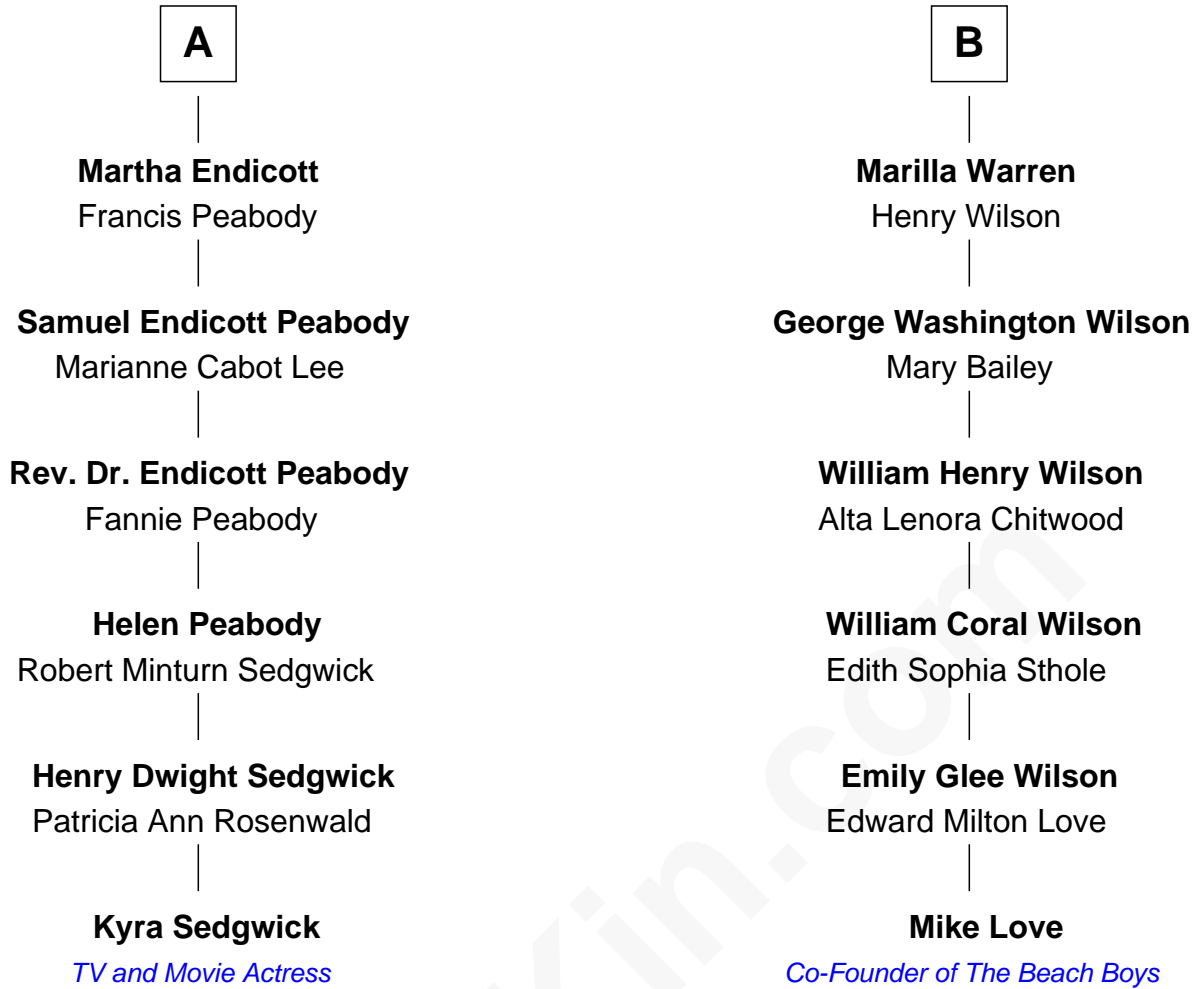 A
Martha Endicott
Francis Peabody
Samuel Endicott Peabody
Marianne Cabot Lee
Rev. Dr. Endicott Peabody
Fannie Peabody
Helen Peabody
Robert Minturn Sedgwick
Henry Dwight Sedgwick
Patricia Ann Rosenwald
Kyra Sedgwick
TV and Movie Actress
B
Marilla Warren
Henry Wilson
George Washington Wilson
Mary Bailey
William Henry Wilson
Alta Lenora Chitwood
William Coral Wilson
Edith Sophia Sthole
Emily Glee Wilson
Edward Milton Love
Mike Love
Co-Founder of The Beach Boys
Kin.com